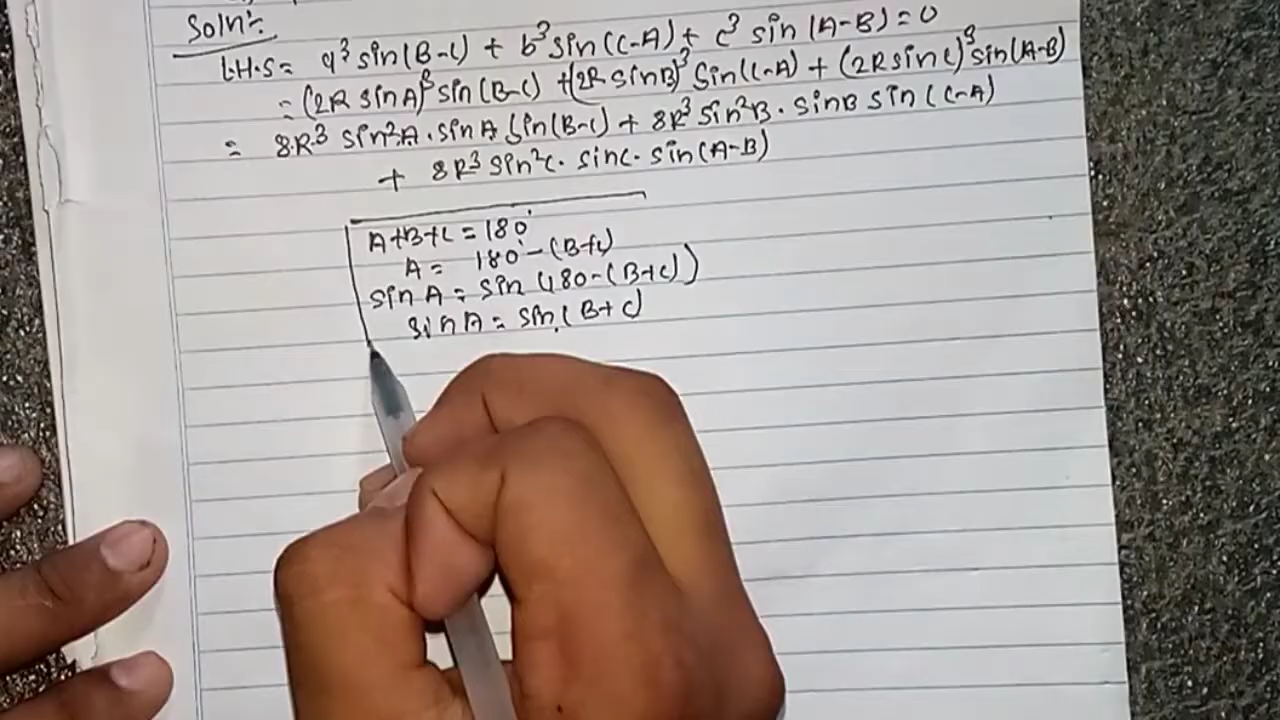 Soln:-
L.H.S = a³ sin(B-C) + b³ sin(C-A) + c³ sin(A-B) = 0
= (2R sinA)³ sin(B-C) + (2R sinB)³ sin(C-A) + (2R sinC)³ sin(A-B)
= 8R³ sin²A . sinA sin(B-C) + 8R³ sin²B . sinB sin(C-A)
+ 8R³ sin²C . sinC . sin(A-B)
A+B+C = 180°
A = 180° - (B+C)
sinA = sin(180-(B+C))
sinA = sin(B+C)